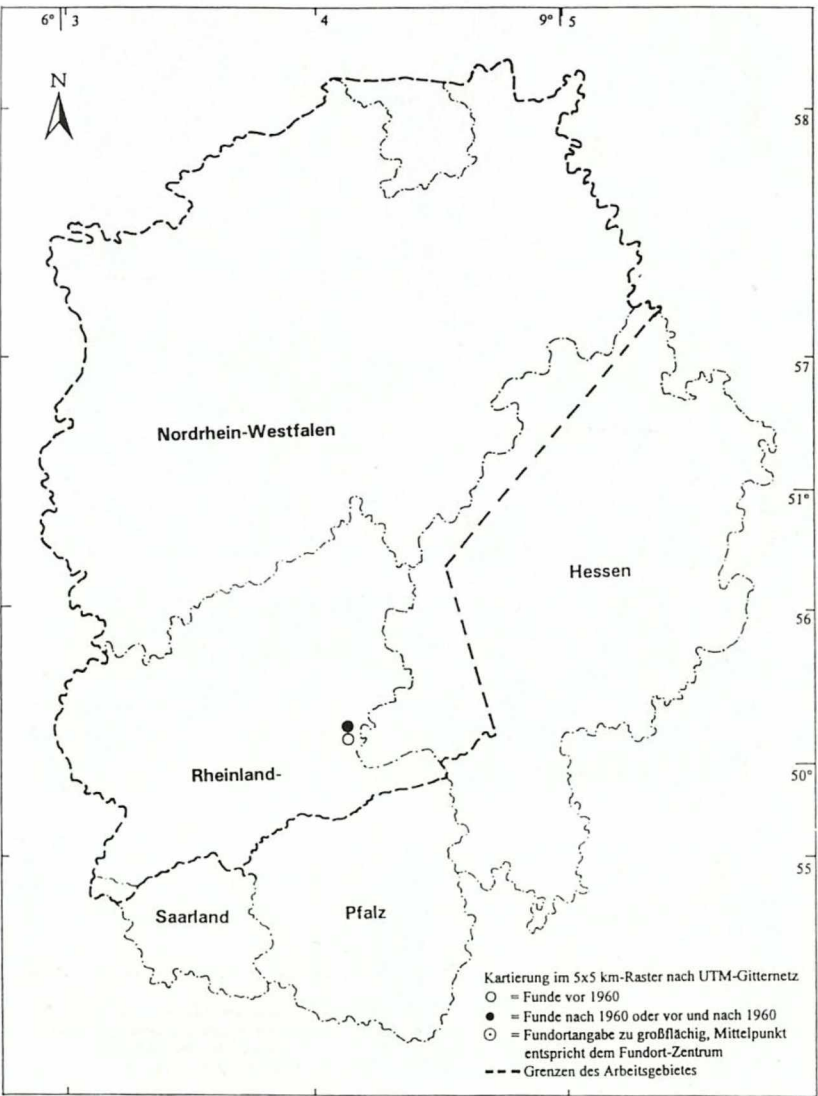 6° 3 4 9° 5
N
58
57
Nordrhein-Westfalen
51°
Hessen
56
Rheinland-
50°
55
Saarland
Pfalz
Kartierung im 5x5 km-Raster nach UTM-Gitternetz
= Funde vor 1960
= Funde nach 1960 oder vor und nach 1960
= Fundortangabe zu großflächig, Mittelpunkt
entspricht dem Fundort-Zentrum
Grenzen des Arbeitsgebietes